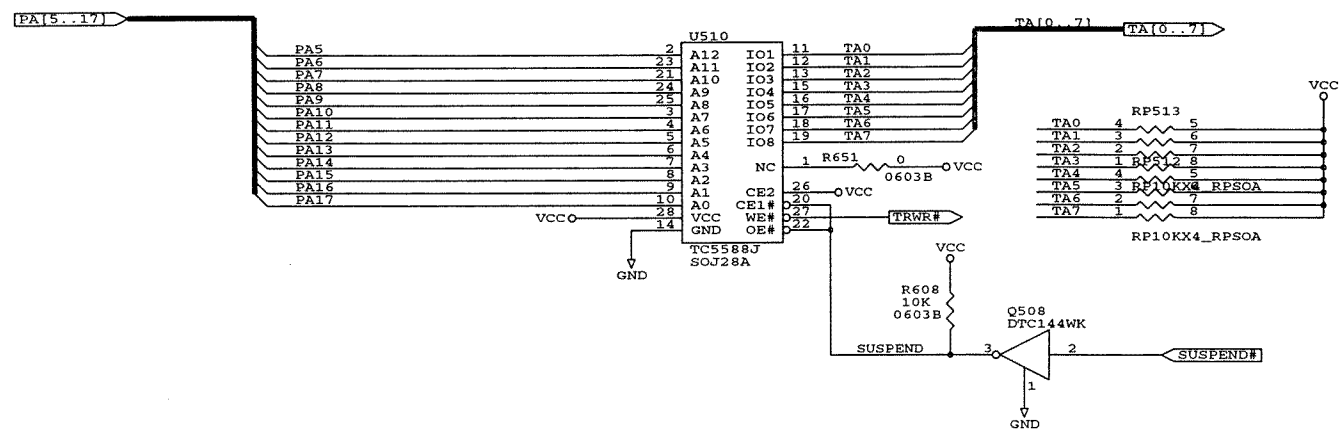 PA[5..17]
TA[0..7]
TA[0..7]
U510
PA5 2 A12 IO1 11 TA0
PA6 23 A11 IO2 12 TA1
PA7 21 A10 IO3 13 TA2
PA8 24 A9 IO4 15 TA3
PA9 25 A8 IO5 16 TA4
PA10 3 A7 IO6 17 TA5
PA11 4 A6 IO7 18 TA6
PA12 5 A5 IO8 19 TA7
PA13 6 A4
PA14 7 A3 NC 1 R651 0 VCC
0603B
PA15 8 A2
PA16 9 A1 CE2 26 VCC
PA17 10 A0 CE1# 20
VCC 28 VCC WE# 27 TRWR#
14 GND OE# 22
GND
TC5588J
SOJ28A
VCC
RP513
TA0 4 5
TA1 3 6
TA2 2 7
TA3 1 RP512 8
TA4 4 5
TA5 3 RP10KX4_RPSOA
TA6 2 7
TA7 1 8
RP10KX4_RPSOA
VCC
R608
10K
0603B
Q508
DTC144WK
SUSPEND 3 2 SUSPEND#
1
GND